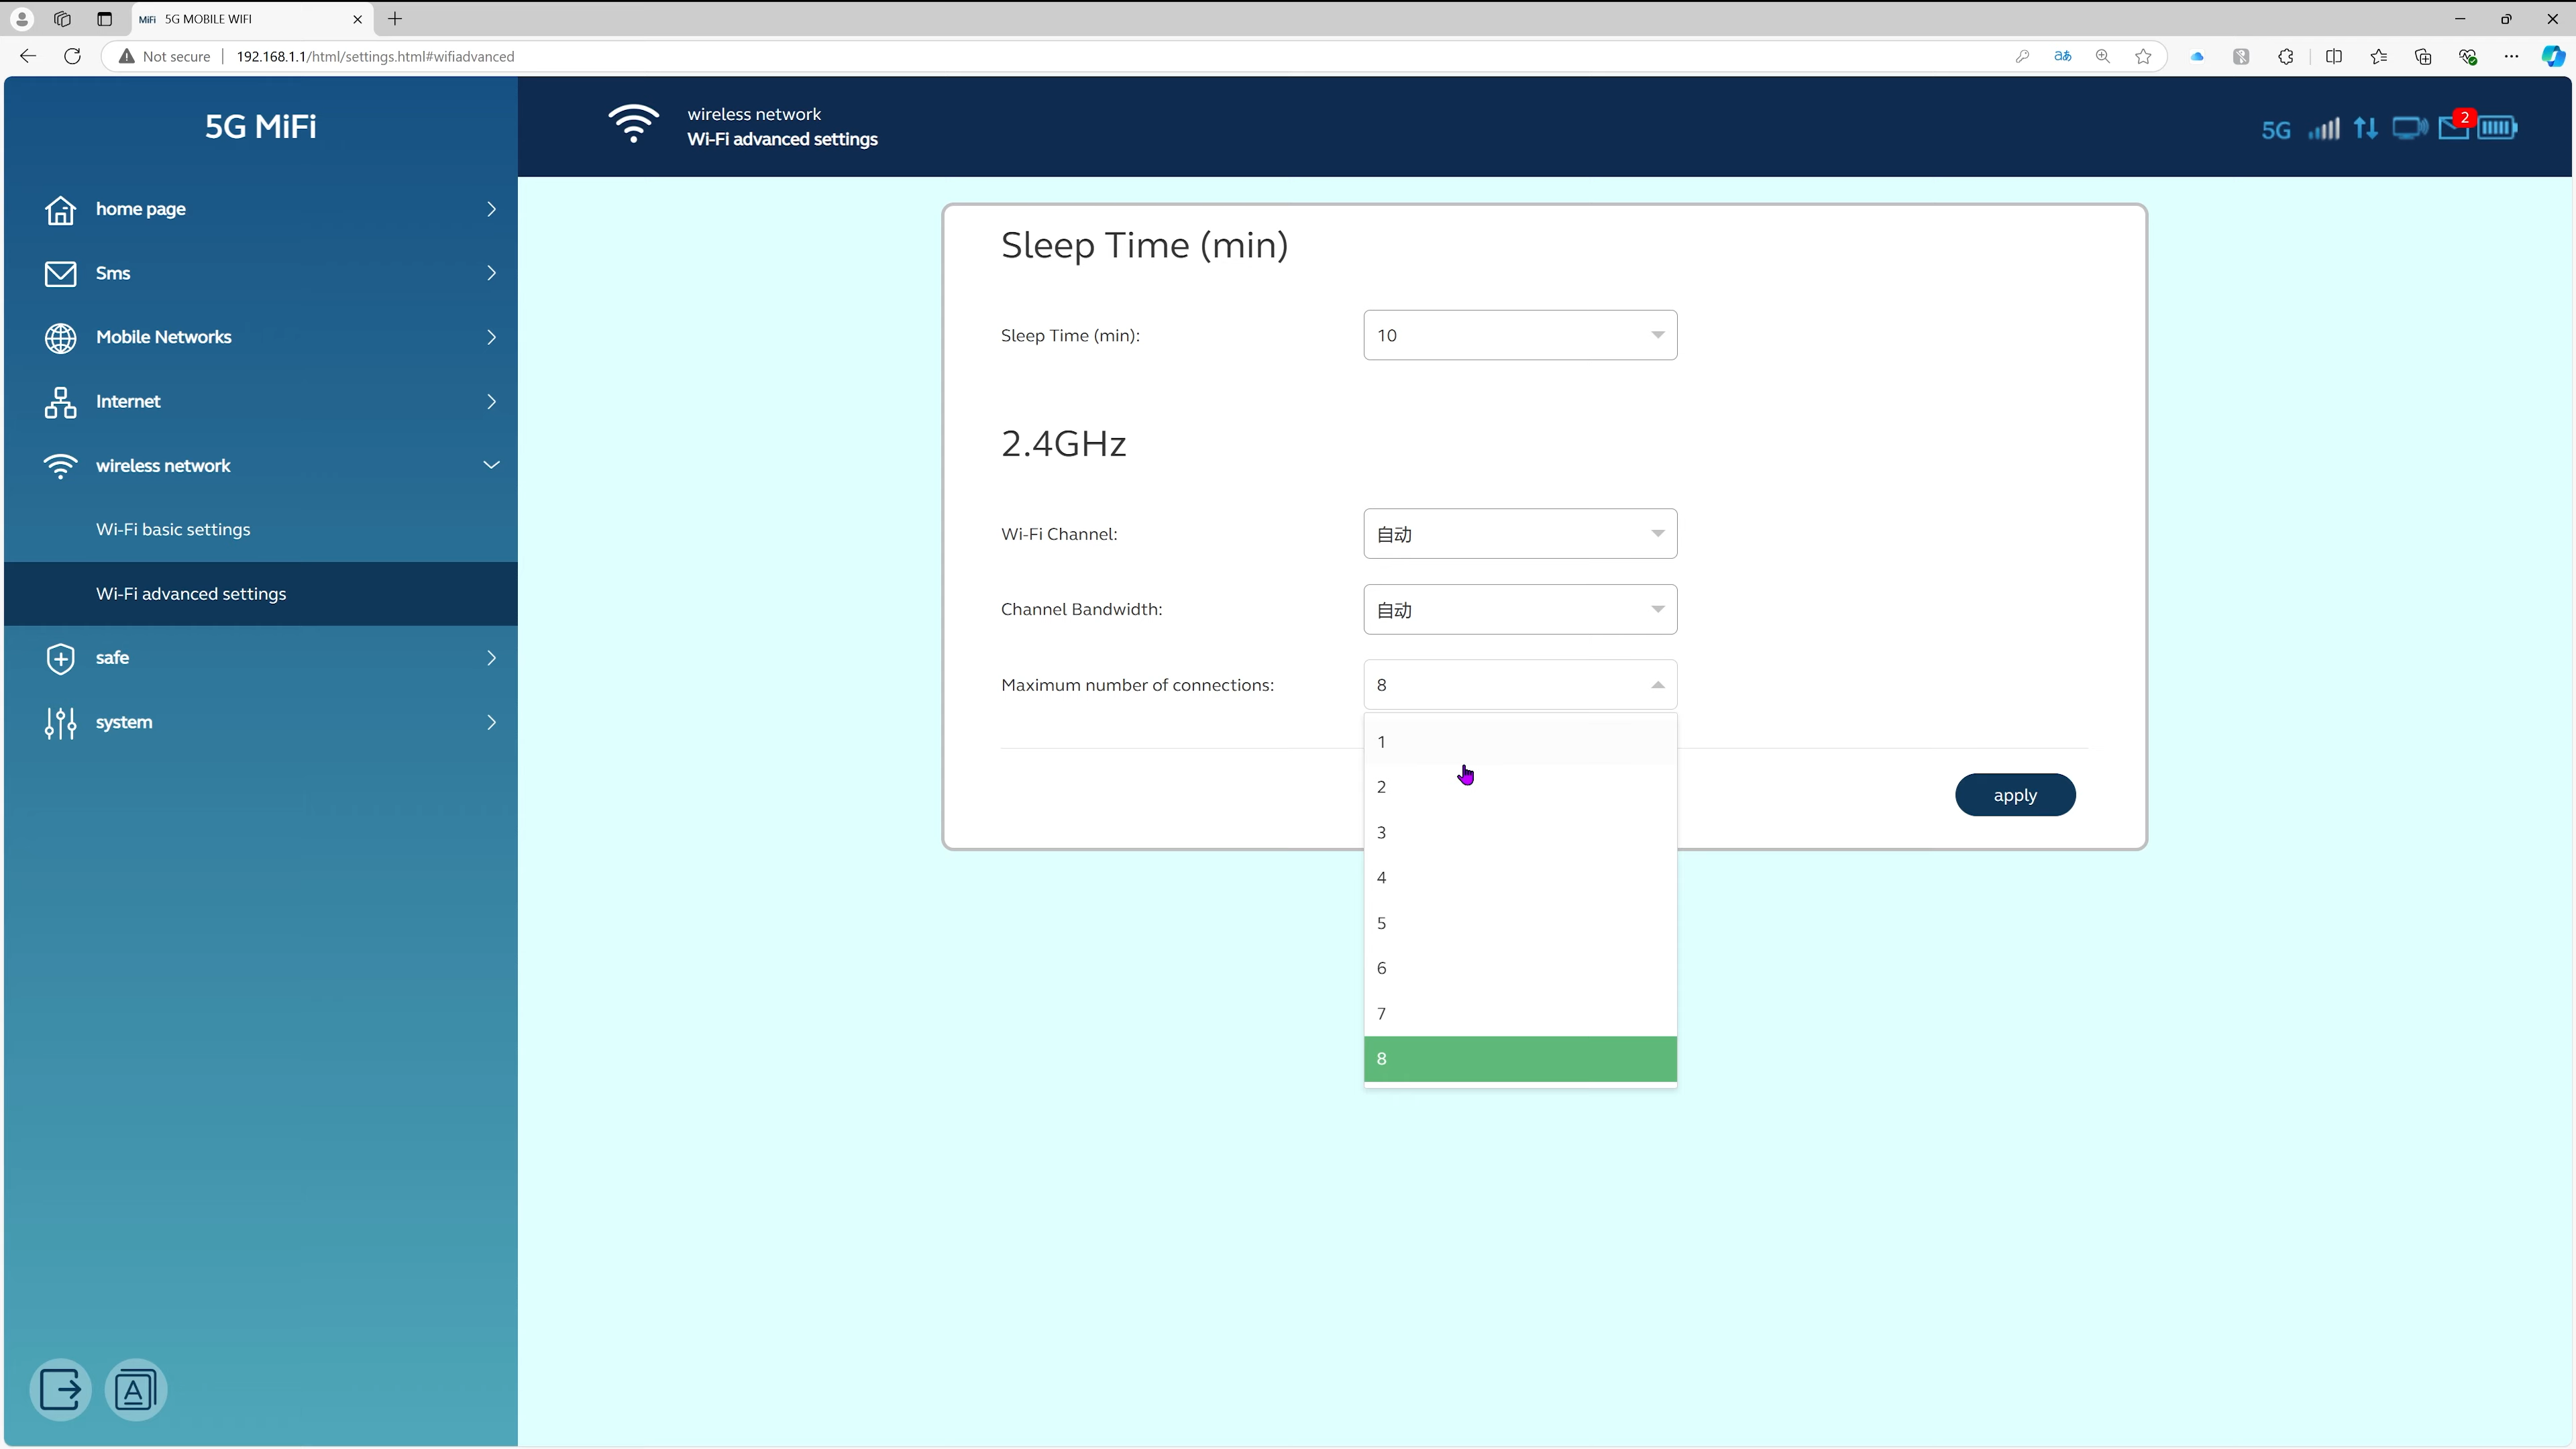 MiFi 5G MOBILE WIFI
Not secure 192.168.1.1/html/settings.html#wifiadvanced
aあ
5G MiFi
wireless network
Wi-Fi advanced settings
5G
2
home page
Sms
Mobile Networks
Internet
wireless network
Wi-Fi basic settings
Wi-Fi advanced settings
safe
system
A
Sleep Time (min)
Sleep Time (min): 10
2.4GHz
Wi-Fi Channel: 自动
Channel Bandwidth: 自动
Maximum number of connections: 8
1
2
3
4
5
6
7
8
apply